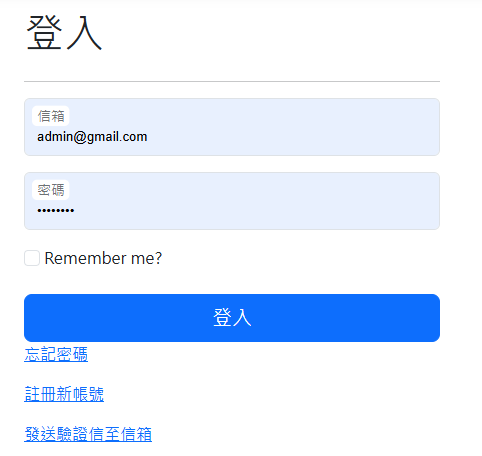 登入
信箱
admin@gmail.com
密碼
••••••••
Remember me?
登入
忘記密碼
註冊新帳號
發送驗證信至信箱